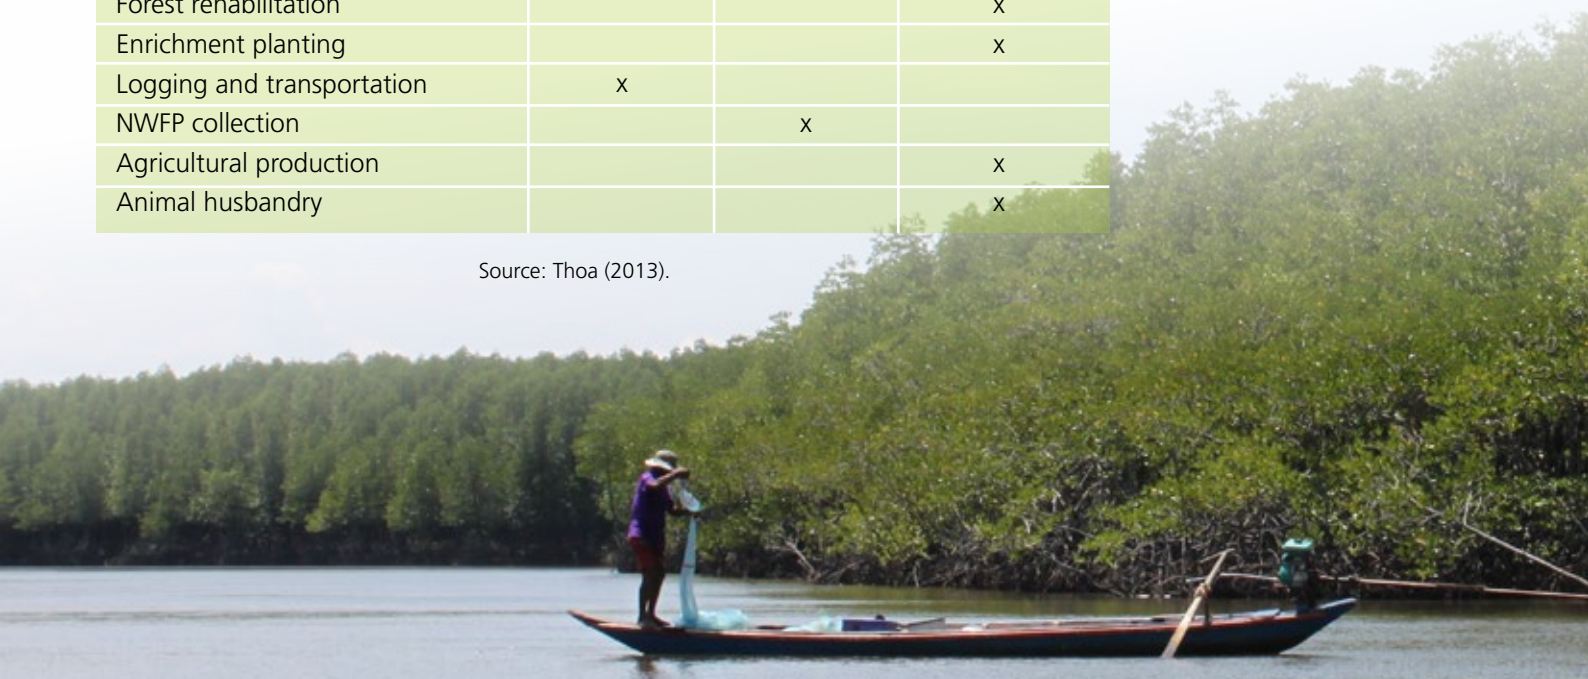 Forest rehabilitation x
Enrichment planting x
Logging and transportation x
NWFP collection x
Agricultural production x
Animal husbandry x
Source: Thoa (2013).